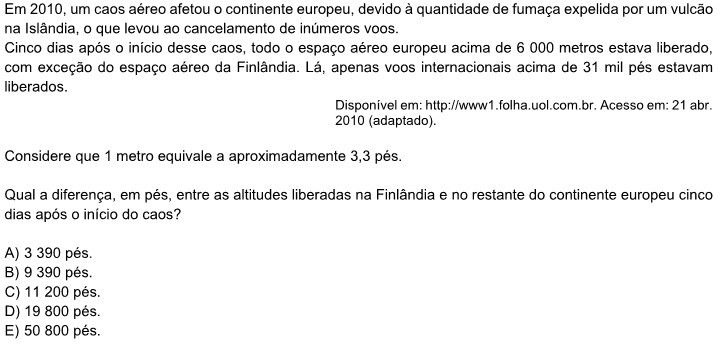 Em 2010, um caos aéreo afetou o continente europeu, devido à quantidade de fumaça expelida por um vulcão
na Islândia, o que levou ao cancelamento de inúmeros voos.
Cinco dias após o início desse caos, todo o espaço aéreo europeu acima de 6 000 metros estava liberado,
com exceção do espaço aéreo da Finlândia. Lá, apenas voos internacionais acima de 31 mil pés estavam
liberados.
Disponível em: http://www1.folha.uol.com.br. Acesso em: 21 abr.
2010 (adaptado).
Considere que 1 metro equivale a aproximadamente 3,3 pés.
Qual a diferença, em pés, entre as altitudes liberadas na Finlândia e no restante do continente europeu cinco
dias após o início do caos?
A) 3 390 pés.
B) 9 390 pés.
C) 11 200 pés.
D) 19 800 pés.
E) 50 800 pés.